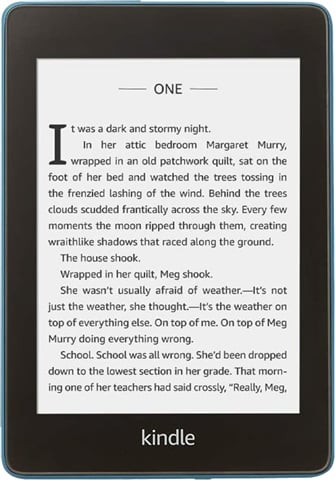 ONE
It was a dark and stormy night.
In her attic bedroom Margaret Murry,
wrapped in an old patchwork quilt, sat on the
foot of her bed and watched the trees tossing in
the frenzied lashing of the wind. Behind the trees
clouds scudded frantically across the sky. Every few
moments the moon ripped through them, creating
wraithlike shadows that raced along the ground.
The house shook.
Wrapped in her quilt, Meg shook.
She wasn't usually afraid of weather.—It's not
just the weather, she thought.—It's the weather on
top of everything else. On top of me. On top of Meg
Murry doing everything wrong.
School. School was all wrong. She'd been dropped
down to the lowest section in her grade. That morn-
ing one of her teachers had said crossly, "Really, Meg,
kindle